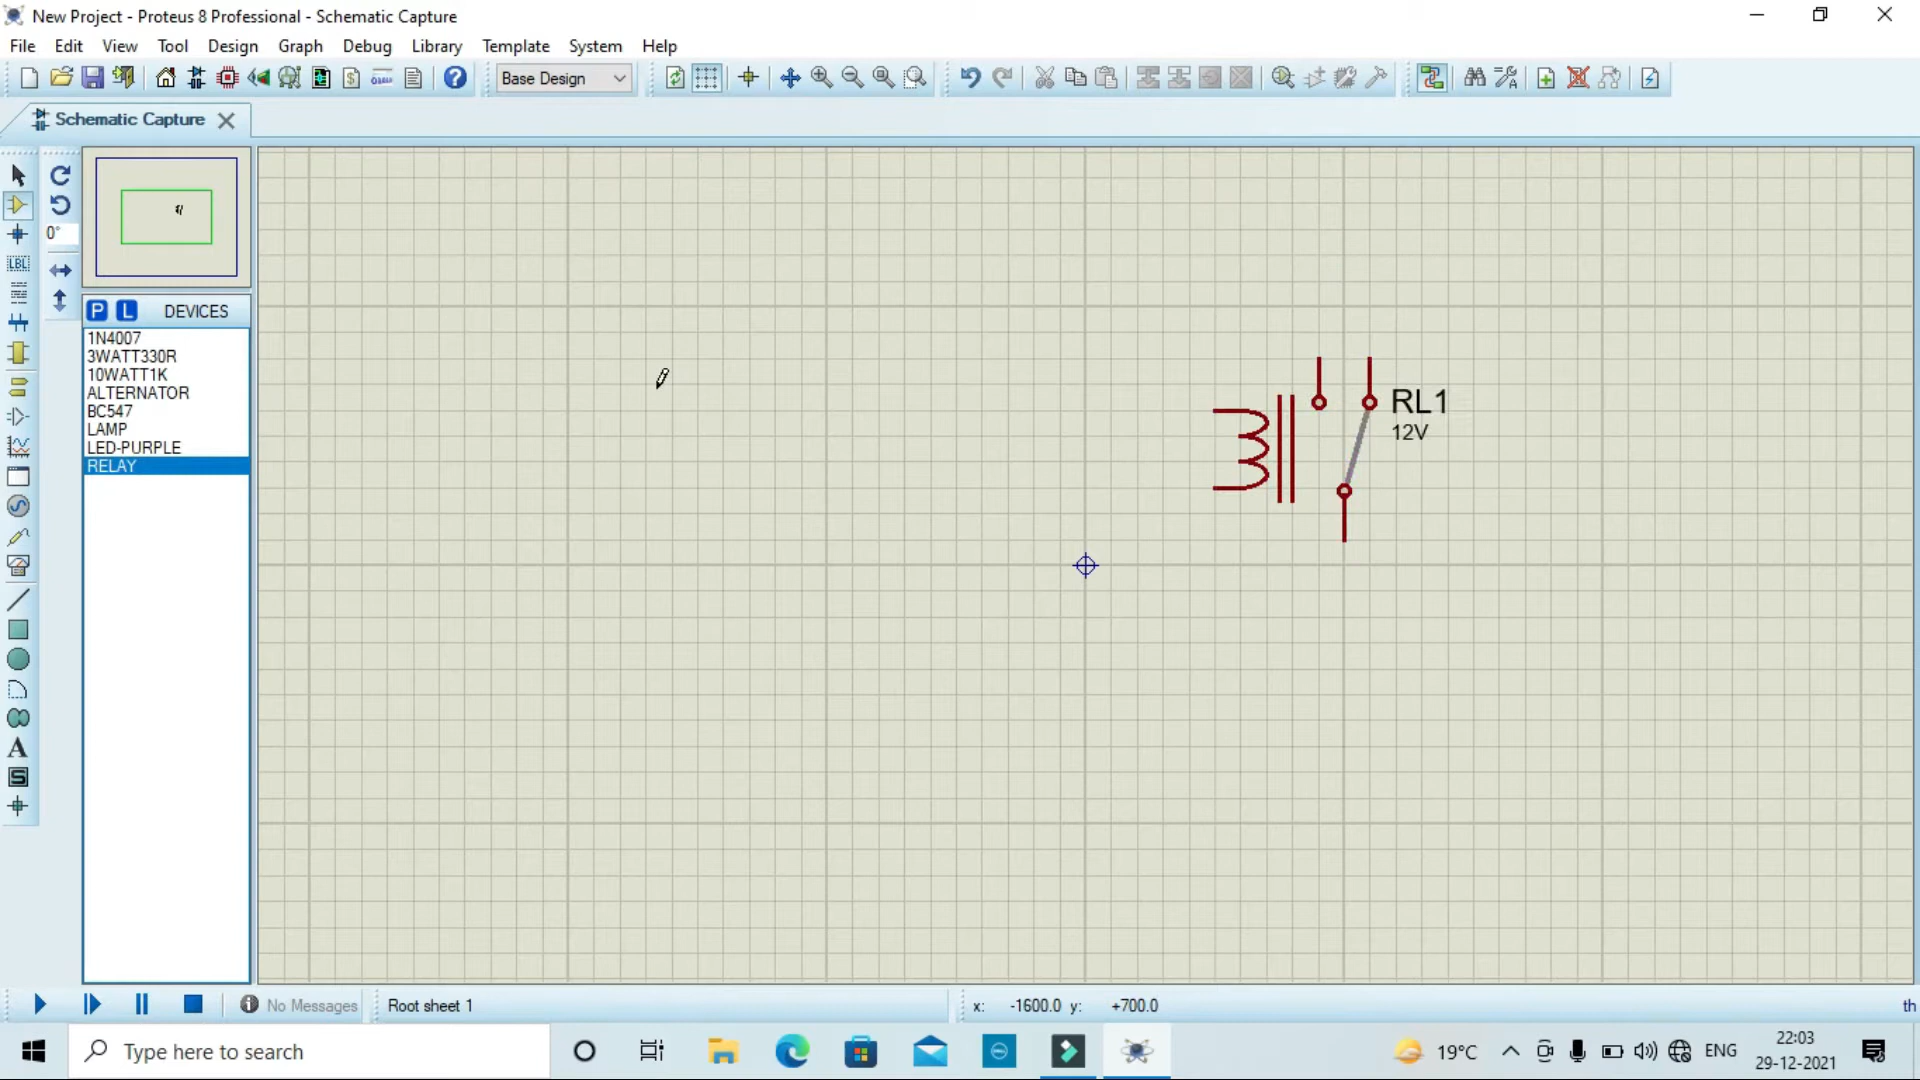 New Project - Proteus 8 Professional - Schematic Capture
File Edit View Tool Design Graph Debug Library Template System Help
Base Design
Schematic Capture
0°
LBL
P L DEVICES
1N4007
3WATT330R
10WATT1K
ALTERNATOR
BC547
LAMP
LED-PURPLE
RELAY
RL1
12V
A
S
No Messages Root sheet 1 x: -1600.0 y: +700.0 th
Type here to search 19°C ENG 22:03
29-12-2021